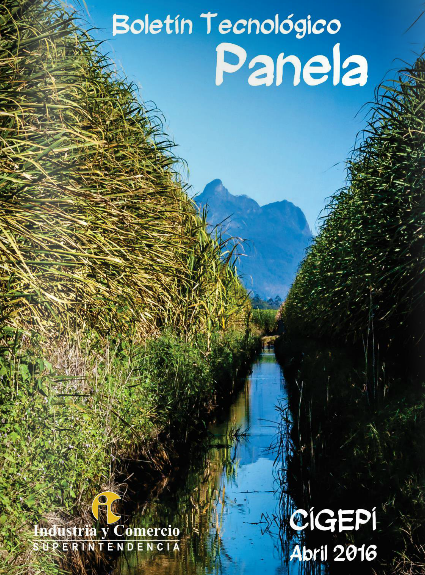 Boletín Tecnológico
Panela
Industria y Comercio
SUPERINTENDENCIA
CIGEPI
Abril 2016